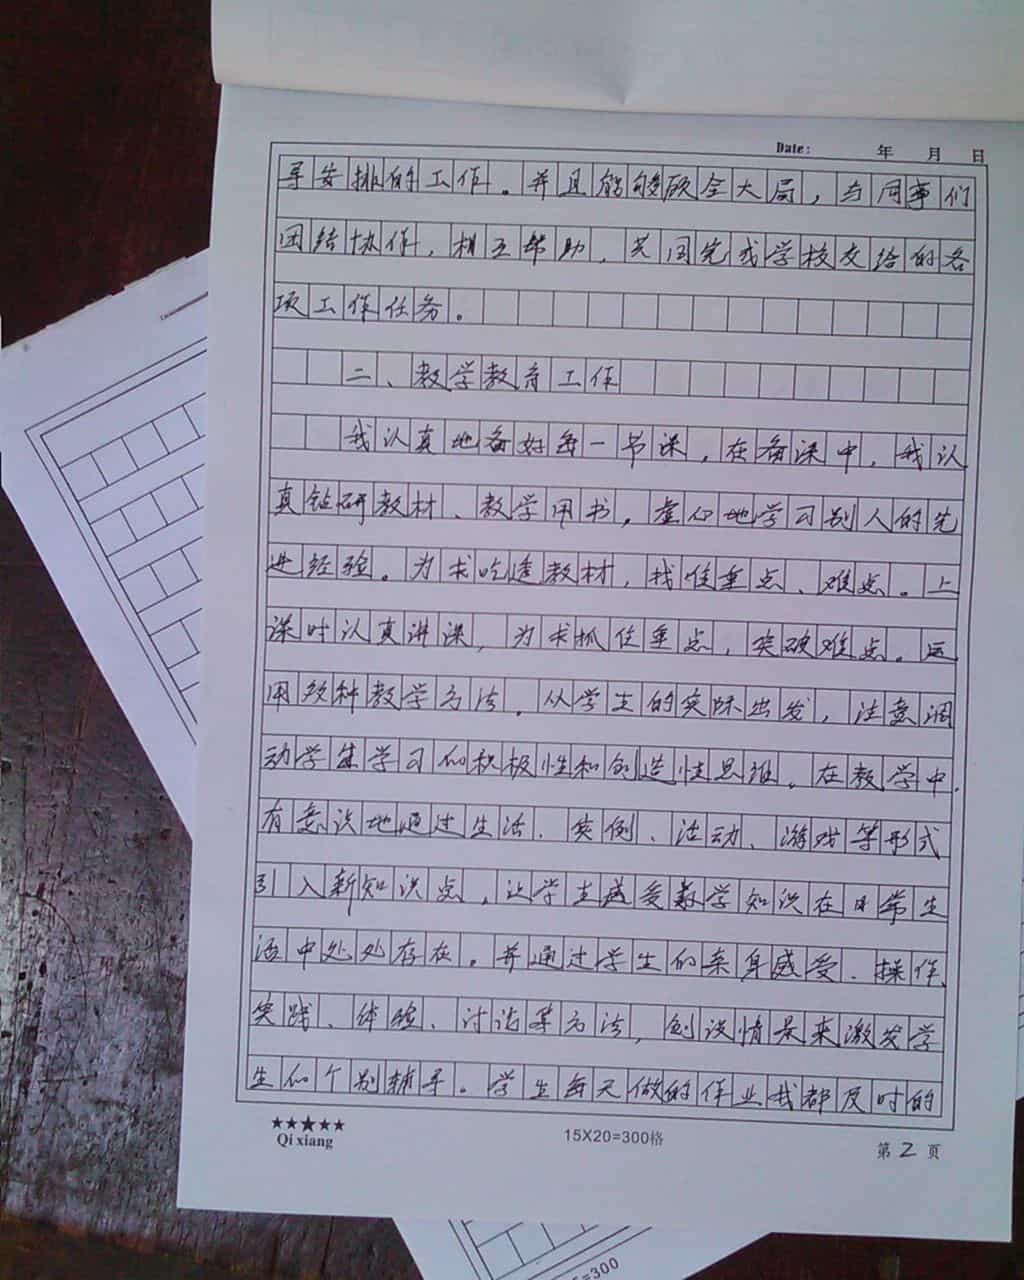 Date: 年 月 日
导安排的工作。并且能够顾全大局，与同事们
团结协作，相互帮助，共同完成学校交给的各
项工作任务。
二、教学教育工作
我认真地备好每一节课，在备课中，我认
真钻研教材、教学用书，虚心地学习别人的先
进经验。为求吃透教材，找准重点、难点。上
课时认真讲课，为求抓住重点，突破难点。运
用多种教学方法，从学生的实际出发，注意调
动学生学习的积极性和创造性思维。在教学中，
有意识地通过生活、实例、活动、游戏等形式
引入新知识点，让学生感受数学知识在日常生
活中处处存在。并通过学生的亲身感受、操作、
实践、体验、讨论等方法，创设情景来激发学
生的个别辅导。学生每天做的作业我都及时的
★★★★★
Qi xiang
15X20=300格
第 2 页
=300